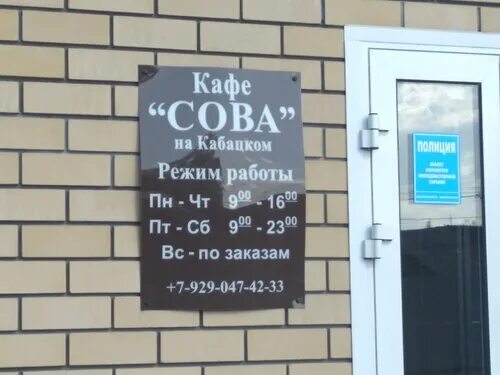 Кафе
“СОВА”
на Кабацком
Режим работы
Пн - Чт 9⁰⁰ - 16⁰⁰
Пт - Сб 9⁰⁰ - 23⁰⁰
Вс - по заказам
+7-929-047-42-33
ПОЛИЦИЯ